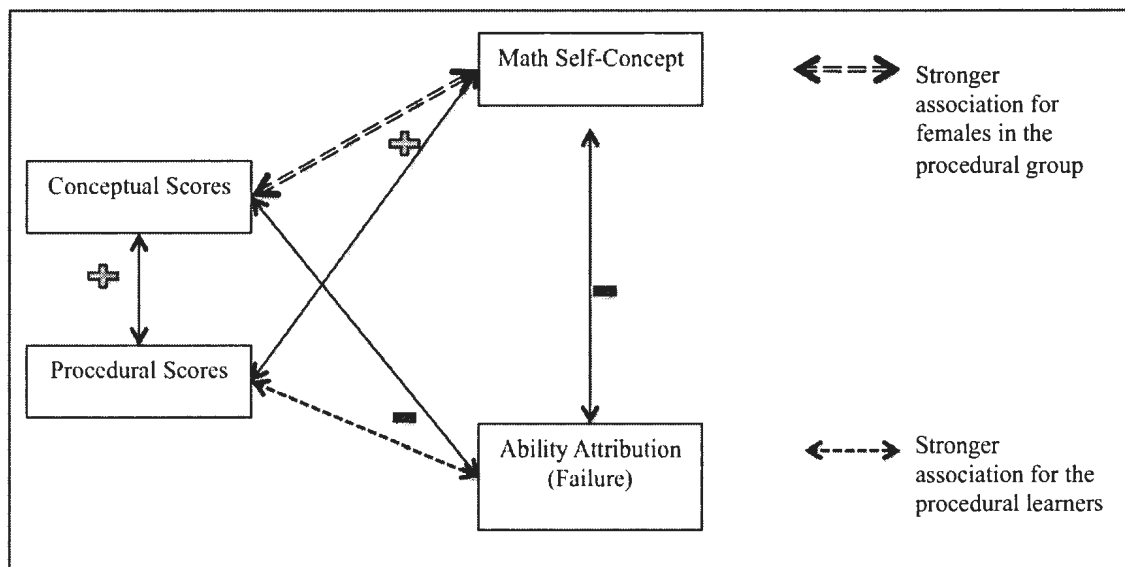 Math Self-Concept
Stronger
association for
females in the
procedural group
Conceptual Scores
Procedural Scores
Ability Attribution
(Failure)
Stronger
association for the
procedural learners